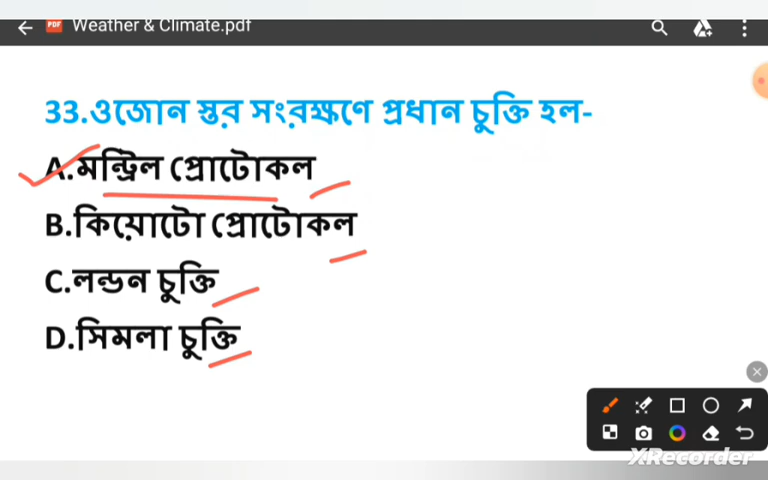 Weather & Climate.pdf
33.ওজোন স্তর সংরক্ষণে প্রধান চুক্তি হল-
A.মন্ট্রিল প্রোটোকল
B.কিয়োটো প্রোটোকল
C.লন্ডন চুক্তি
D.সিমলা চুক্তি
XRecorder